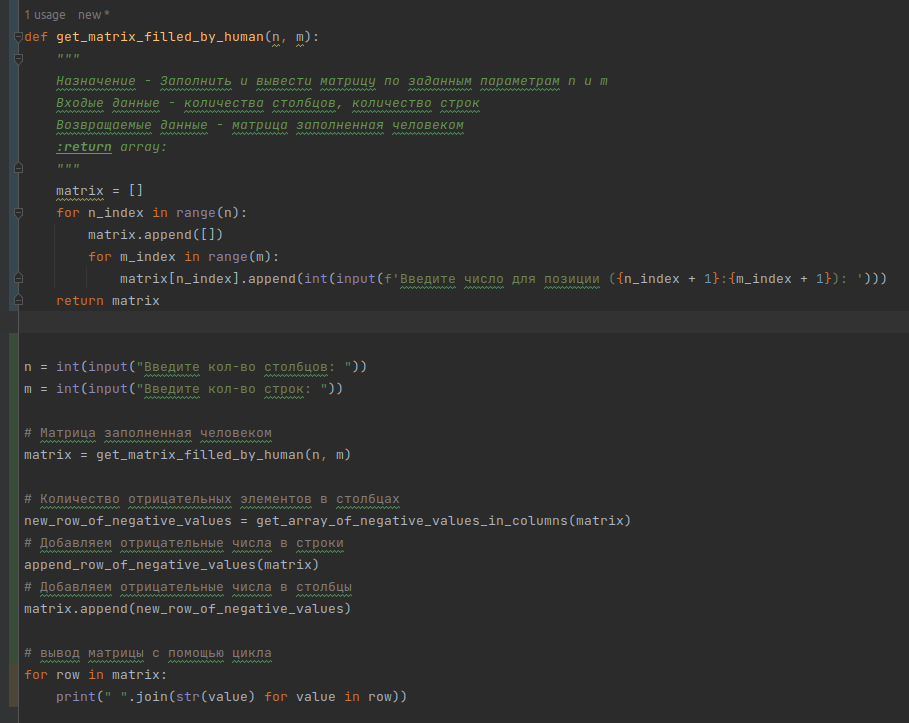 1 usage new *
def get_matrix_filled_by_human(n, m):
    """
    Назначение - Заполнить и вывести матрицу по заданным параметрам n и m
    Входые данные - количества столбцов, количество строк
    Возвращаемые данные - матрица заполненная человеком
    :return array:
    """
    matrix = []
    for n_index in range(n):
        matrix.append([])
        for m_index in range(m):
            matrix[n_index].append(int(input(f'Введите число для позиции ({n_index + 1}:{m_index + 1}): ')))
    return matrix
n = int(input("Введите кол-во столбцов: "))
m = int(input("Введите кол-во строк: "))
# Матрица заполненная человеком
matrix = get_matrix_filled_by_human(n, m)
# Количество отрицательных элементов в столбцах
new_row_of_negative_values = get_array_of_negative_values_in_columns(matrix)
# Добавляем отрицательные числа в строки
append_row_of_negative_values(matrix)
# Добавляем отрицательные числа в столбцы
matrix.append(new_row_of_negative_values)
# вывод матрицы с помощью цикла
for row in matrix:
    print(" ".join(str(value) for value in row))